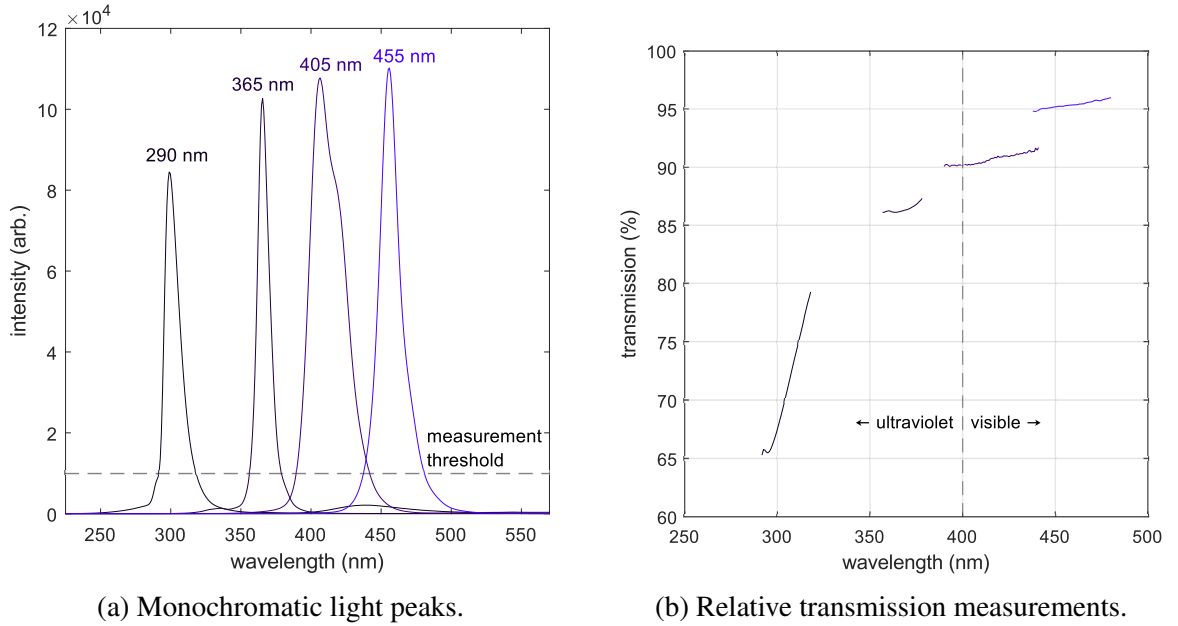 ×10⁴
12
10
8
6
4
2
0
290 nm
365 nm
405 nm
455 nm
measurement
threshold
intensity (arb.)
250 300 350 400 450 500 550
wavelength (nm)
(a) Monochromatic light peaks.
100
95
90
85
80
75
70
65
60
← ultraviolet visible →
transmission (%)
250 300 350 400 450 500
wavelength (nm)
(b) Relative transmission measurements.